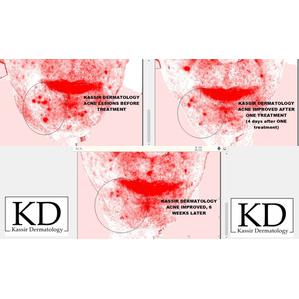 KASSIR DERMATOLOGY
ACNE LESIONS BEFORE
TREATMENT
KASSIR DERMATOLOGY
ACNE IMPROVED AFTER
ONE TREATMENT
(4 days after ONE
treatment)
KASSIR DERMATOLOGY
ACNE IMPROVED, 6
WEEKS LATER
KD
Kassir Dermatology
KD
Kassir Dermatology